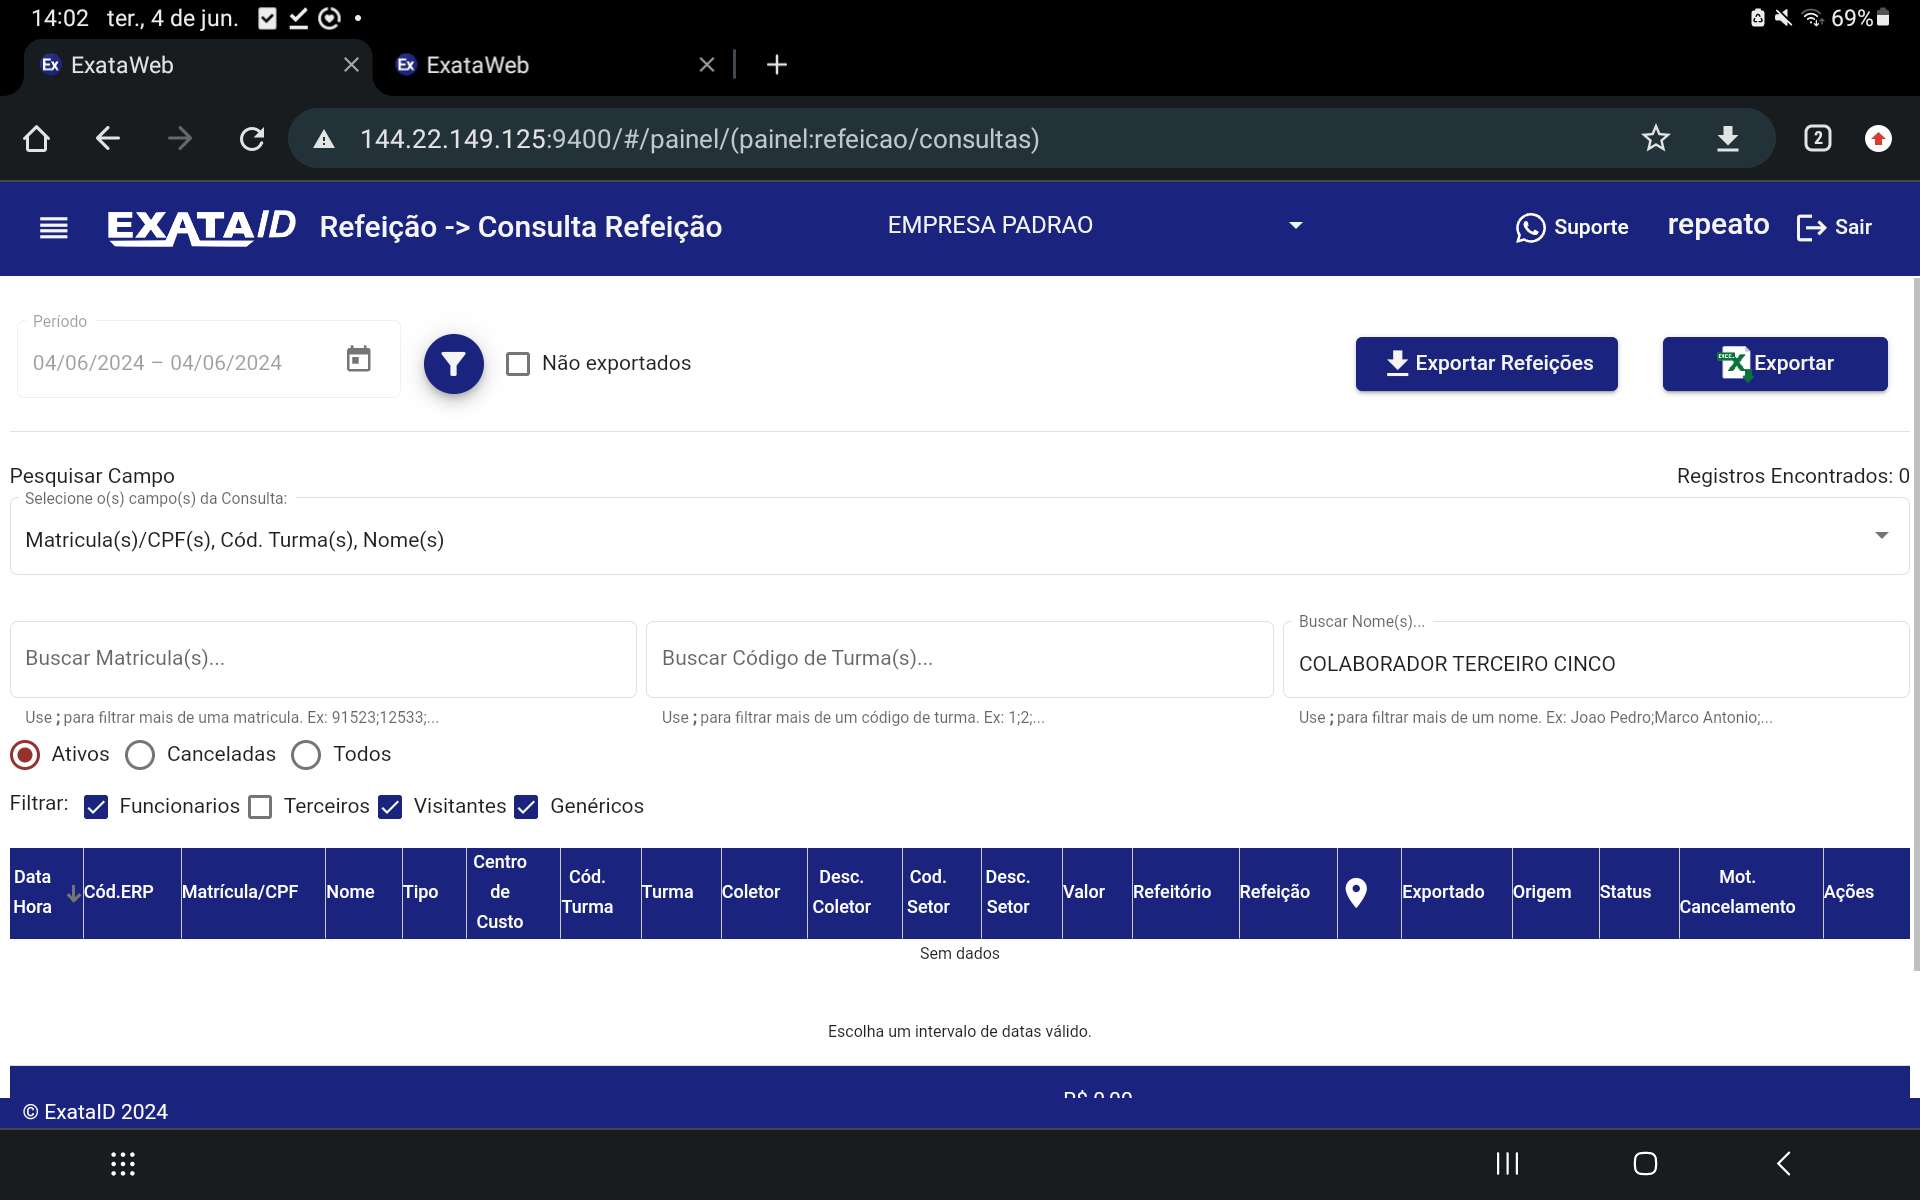 14:02 ter., 4 de jun. 69%
Ex ExataWeb Ex ExataWeb
144.22.149.125:9400/#/painel/(painel:refeicao/consultas) 2
EXATA ID Refeição -> Consulta Refeição EMPRESA PADRAO Suporte repeato Sair
Período
04/06/2024 – 04/06/2024 Não exportados Exportar Refeições Exportar
Pesquisar Campo Registros Encontrados: 0
Selecione o(s) campo(s) da Consulta:
Matricula(s)/CPF(s), Cód. Turma(s), Nome(s)
Buscar Nome(s)...
Buscar Matricula(s)... Buscar Código de Turma(s)... COLABORADOR TERCEIRO CINCO
Use ; para filtrar mais de uma matricula. Ex: 91523;12533;... Use ; para filtrar mais de um código de turma. Ex: 1;2;... Use ; para filtrar mais de um nome. Ex: Joao Pedro;Marco Antonio;...
Ativos Canceladas Todos
Filtrar: Funcionarios Terceiros Visitantes Genéricos
Data Hora Cód.ERP Matrícula/CPF Nome Tipo Centro de Custo Cód. Turma Turma Coletor Desc. Coletor Cod. Setor Desc. Setor Valor Refeitório Refeição Exportado Origem Status Mot. Cancelamento Ações
Sem dados
Escolha um intervalo de datas válido.
R$ 0,00
© ExataID 2024